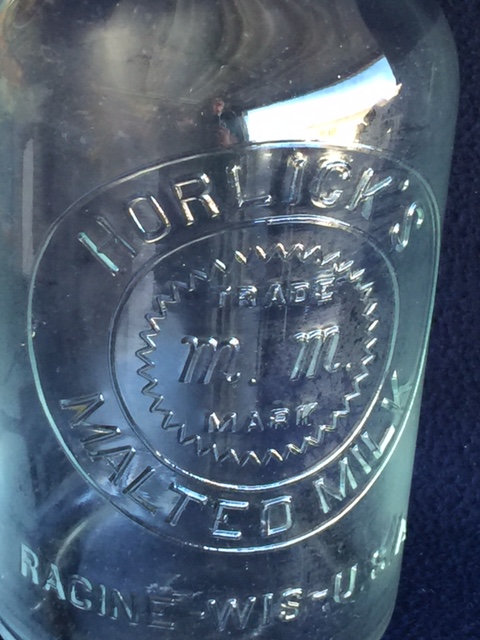 HORLICK'S
TRADE
m. m.
MARK
MALTED MILK
RACINE WIS-U.S.A